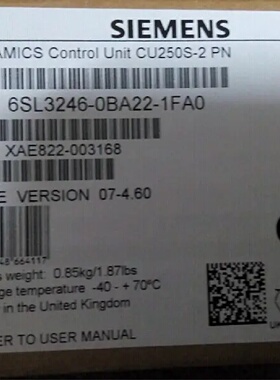 SIEMENS
AMICS Control Unit CU250S-2 PN
6SL3246-0BA22-1FA0
XAE822-003168
E VERSION 07-4.60
664117
s weight: 0.85kg/1.87lbs
ge temperature -40 - +70°C
in the United Kingdom
ER TO USER MANUAL